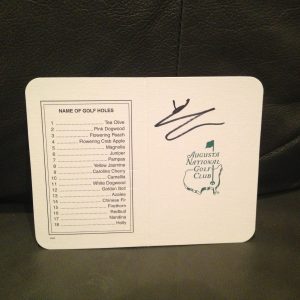 NAME OF GOLF HOLES
1 Tea Olive
2 Pink Dogwood
3 Flowering Peach
4 Flowering Crab Apple
5 Magnolia
6 Juniper
7 Pampas
8 Yellow Jasmine
9 Carolina Cherry
10 Camellia
11 White Dogwood
12 Golden Bell
13 Azalea
14 Chinese Fir
15 Firethorn
16 Redbud
17 Nandina
18 Holly
AUGUSTA
NATIONAL
GOLF
CLUB